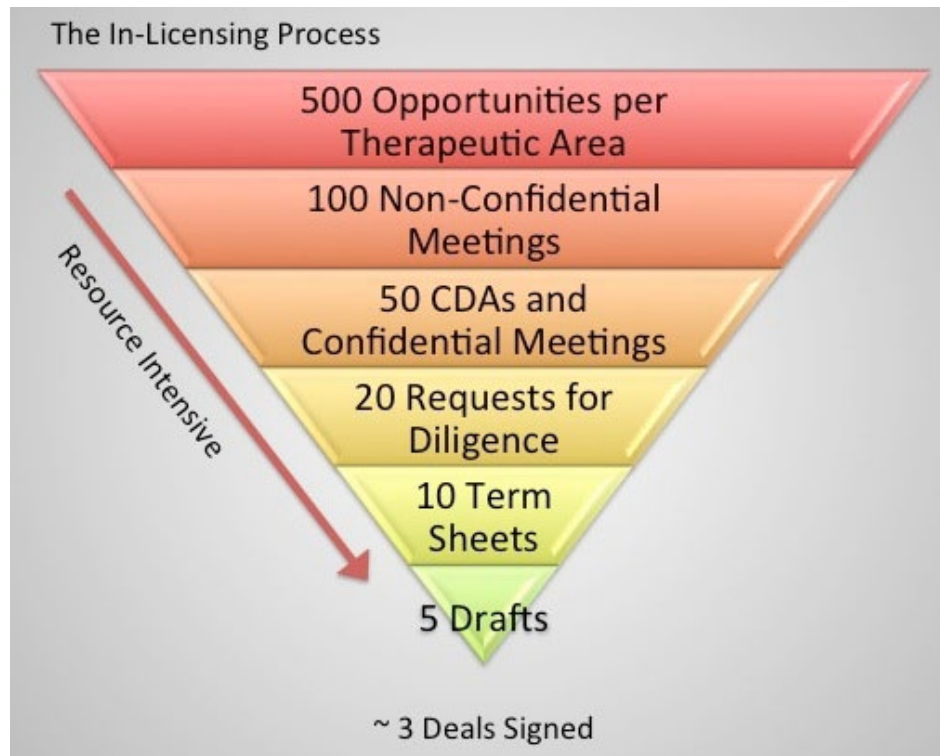 The In-Licensing Process
500 Opportunities per
Therapeutic Area
100 Non-Confidential
Meetings
50 CDAs and
Confidential Meetings
20 Requests for
Diligence
10 Term
Sheets
5 Drafts
Resource Intensive
~ 3 Deals Signed